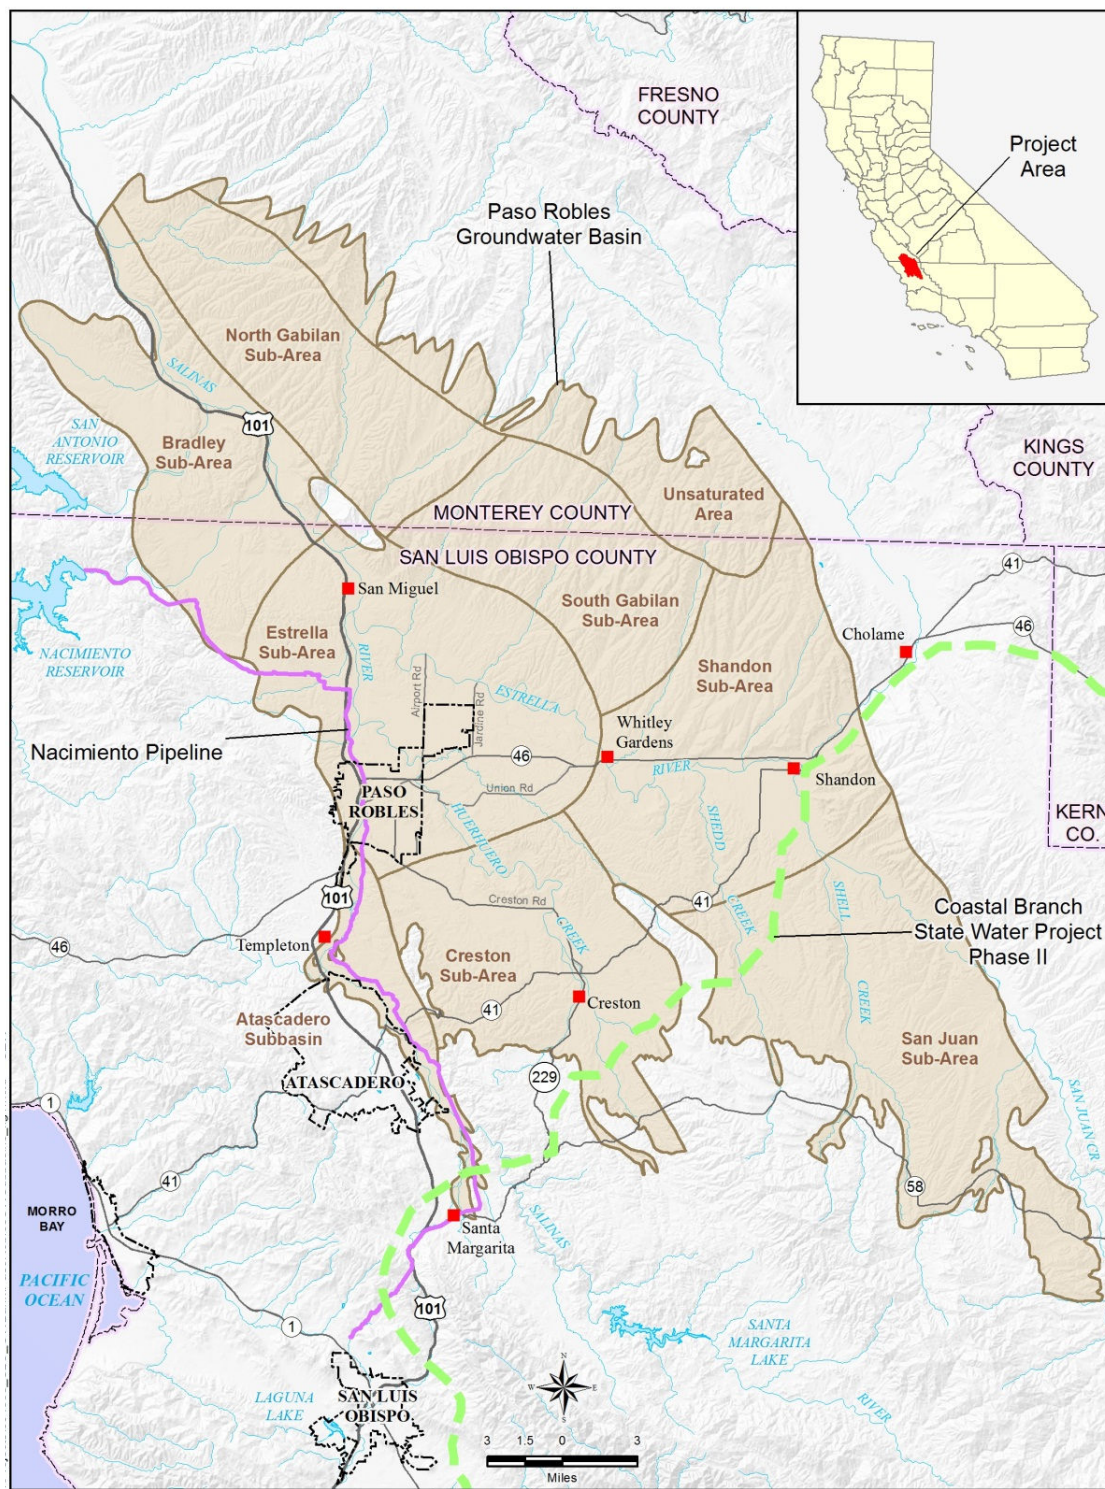 FRESNO
COUNTY
Project
Area
Paso Robles
Groundwater Basin
North Gabilan
Sub-Area
SALINAS
101
SAN
ANTONIO
RESERVOIR
Bradley
Sub-Area
KINGS
COUNTY
Unsaturated
Area
MONTEREY COUNTY
SAN LUIS OBISPO COUNTY
41
San Miguel
South Gabilan
Sub-Area
46
Cholame
Estrella
Sub-Area
NACIMIENTO
RESERVOIR
RIVER
Airport Rd
Jardine Rd
ESTRELLA
Shandon
Sub-Area
Whitley
Gardens
Nacimiento Pipeline
46
RIVER
Shandon
PASO
ROBLES
Union Rd
HUERHUERO
SHEDD
KERN
CO.
101
Creston Rd
41
CREEK
SHELL
Coastal Branch
State Water Project
Phase II
46
Templeton
CREEK
Creston
Sub-Area
Creston
41
CREEK
Atascadero
Subbasin
San Juan
Sub-Area
ATASCADERO
229
SAN JUAN CR
1
41
58
MORRO
BAY
Santa
Margarita
SALINAS
PACIFIC
OCEAN
101
1
SANTA
MARGARITA
LAKE
N
W
E
S
LAGUNA
LAKE
SAN LUIS
OBISPO
RIVER
3 1.5 0 3
Miles